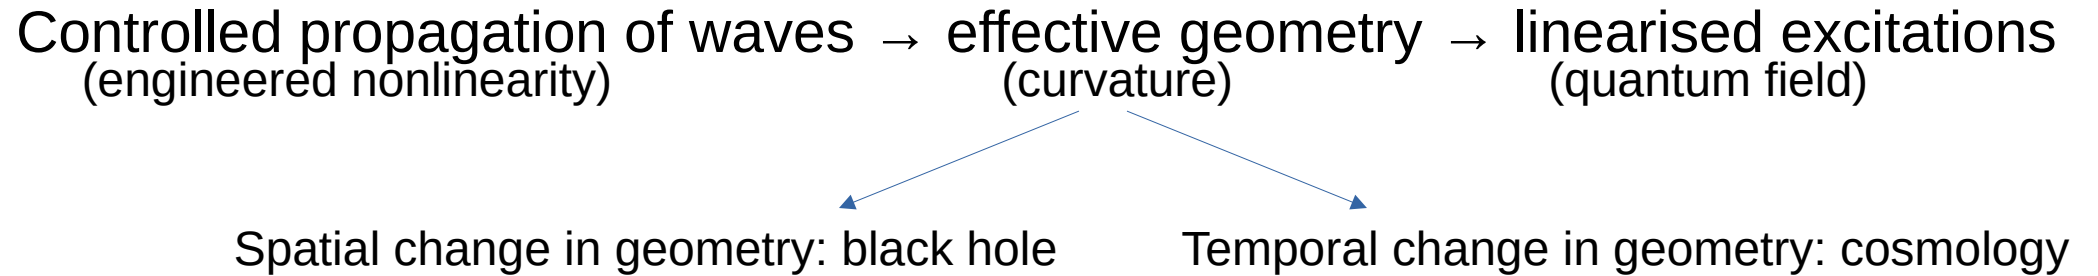 Controlled propagation of waves → effective geometry → linearised excitations
(engineered nonlinearity) (curvature) (quantum field)
Spatial change in geometry: black hole Temporal change in geometry: cosmology